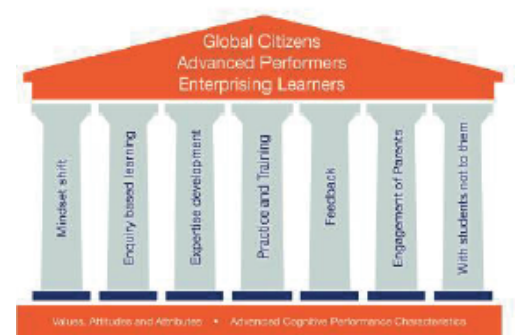 Global Citizens
Advanced Performers
Enterprising Learners
Mindset shift
Enquiry based learning
Expertise development
Practice and Training
Feedback
Engagement of Parents
With students not to them
Values, Attitudes and Attributes • Advanced Cognitive Performance Characteristics